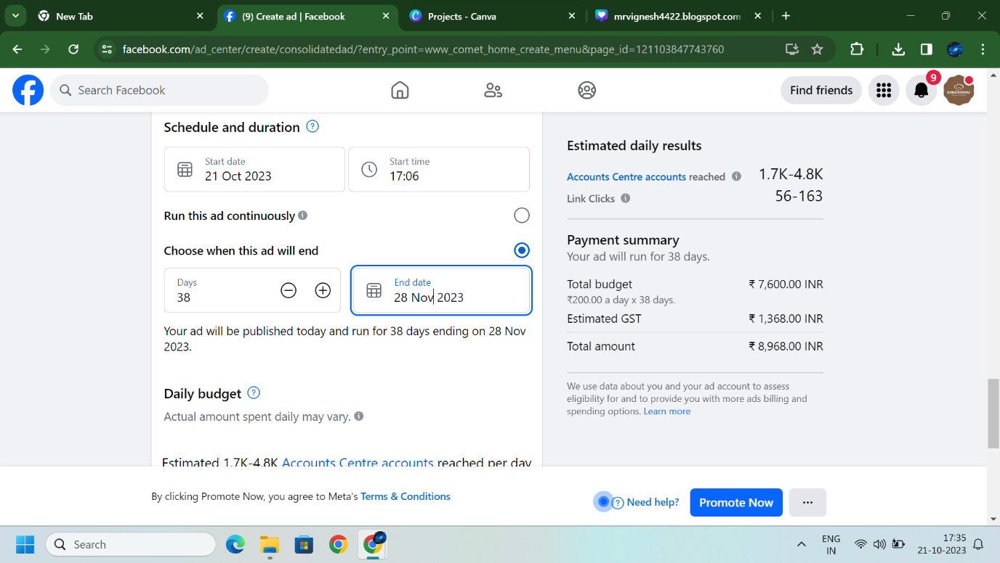 New Tab
(9) Create ad | Facebook
Projects - Canva
mrvignesh4422.blogspot.com
facebook.com/ad_center/create/consolidatedad/?entry_point=www_comet_home_create_menu&page_id=121103847743760
Search Facebook
Find friends
9
Schedule and duration ?
Start date
21 Oct 2023
Start time
17:06
Run this ad continuously
Choose when this ad will end
Days
38
End date
28 Nov 2023
Your ad will be published today and run for 38 days ending on 28 Nov
2023.
Daily budget ?
Actual amount spent daily may vary.
Estimated 1.7K-4.8K Accounts Centre accounts reached per day
Estimated daily results
Accounts Centre accounts reached 1.7K-4.8K
Link Clicks 56-163
Payment summary
Your ad will run for 38 days.
Total budget ₹ 7,600.00 INR
₹200.00 a day x 38 days.
Estimated GST ₹ 1,368.00 INR
Total amount ₹ 8,968.00 INR
We use data about you and your ad account to assess
eligibility for and to provide you with more ads billing and
spending options. Learn more
By clicking Promote Now, you agree to Meta's Terms & Conditions
? Need help?
Promote Now
...
Search
ENG
IN
17:35
21-10-2023